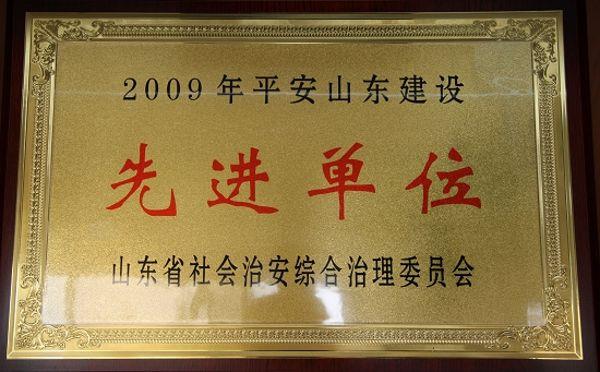 2009年平安山东建设
先进单位
山东省社会治安综合治理委员会